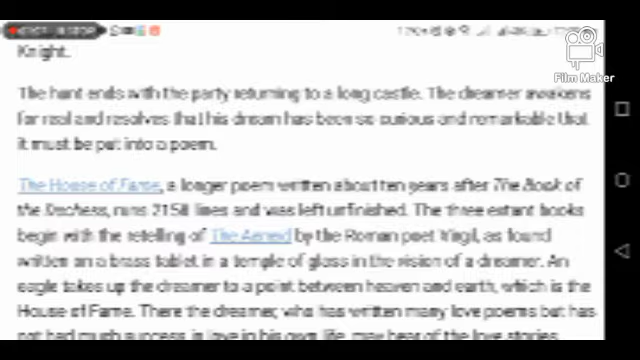 Film Maker
Knight.
The hunt ends with the party returning to a long castle. The dreamer awakens
for real and resolves that his dream has been so curious and remarkable that
it must be put into a poem.
The House of Fame, a longer poem written about ten years after The Book of
the Duchess, runs 2158 lines and was left unfinished. The three extant books
begin with the retelling of The Aeneid by the Roman poet Virgil, as found
written on a brass tablet in a temple of glass in the vision of a dreamer. An
eagle takes up the dreamer to a point between heaven and earth, which is the
House of Fame. There the dreamer, who has written many love poems but has
not had much success in love in his own life, may hear of the love stories